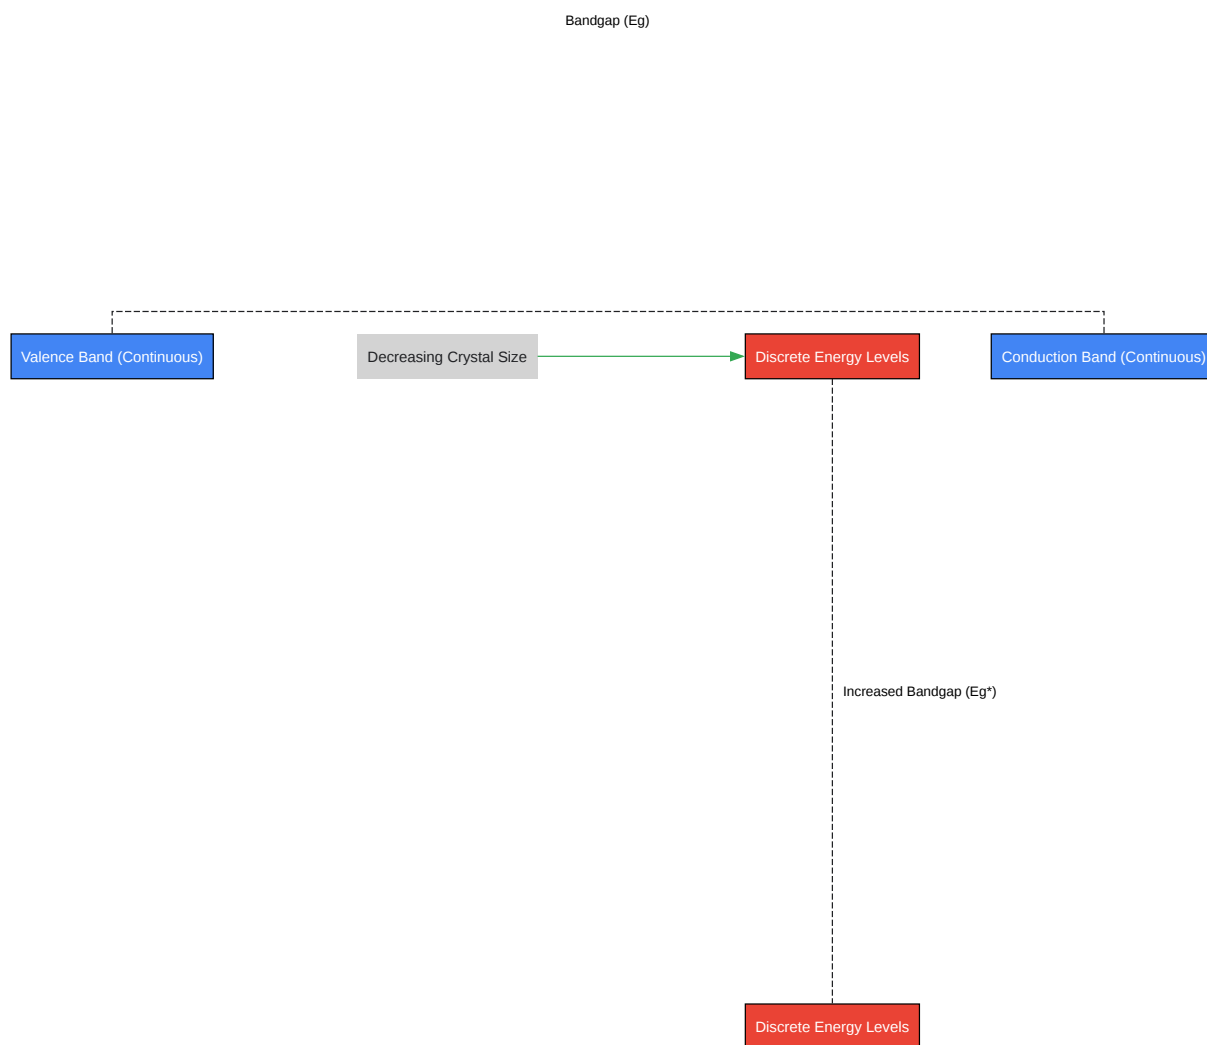 Bandgap (Eg)
Valence Band (Continuous)
Decreasing Crystal Size
Discrete Energy Levels
Conduction Band (Continuous)
Increased Bandgap (Eg*)
Discrete Energy Levels